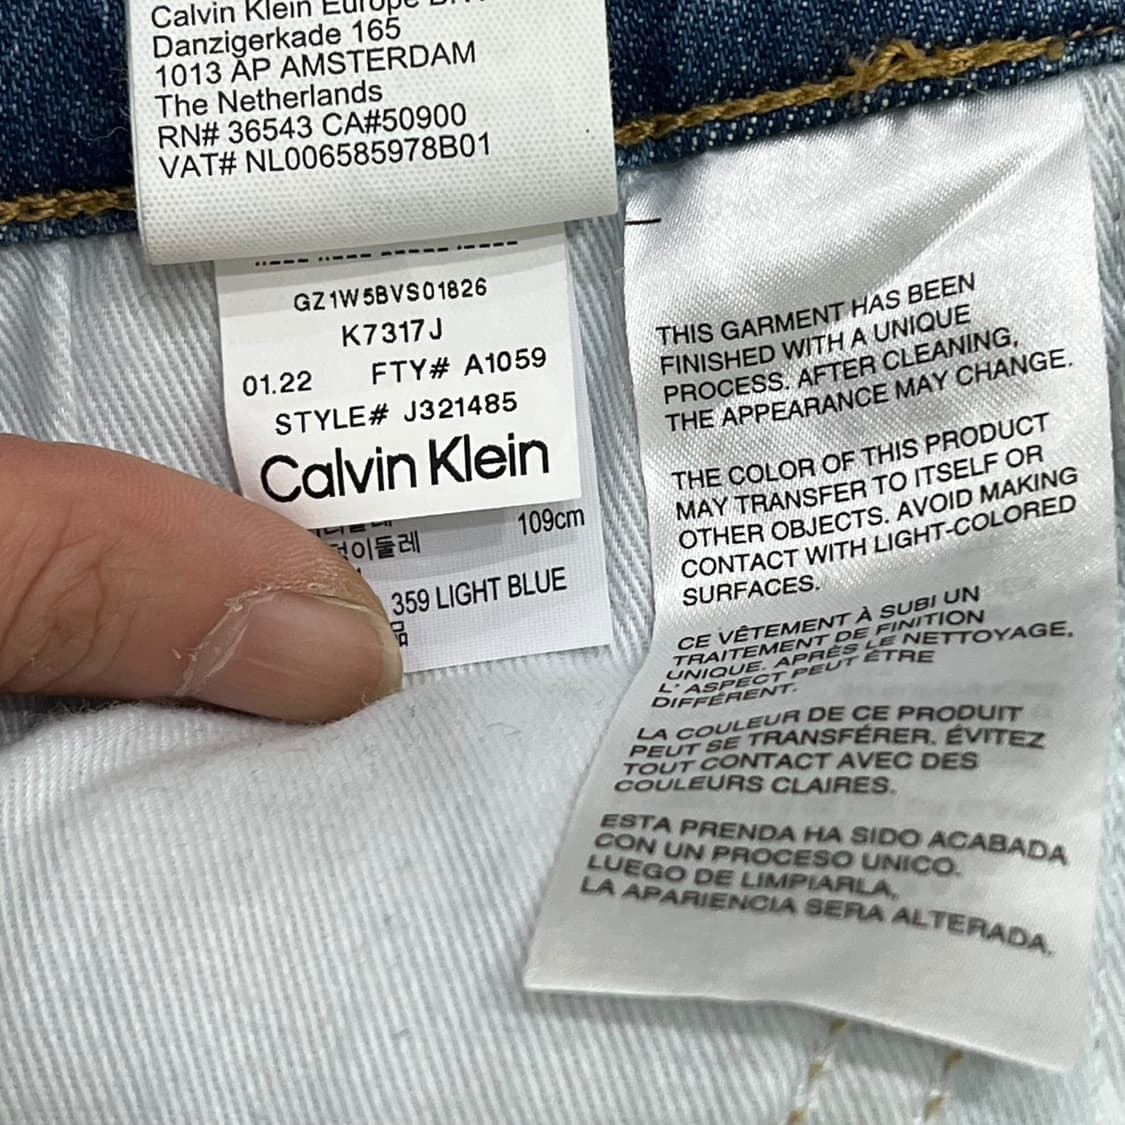 Calvin Klein Europe
Danzigerkade 165
1013 AP AMSTERDAM
The Netherlands
RN# 36543 CA#50900
VAT# NL006585978B01
GZ1W5BVS01826
K7317J
01.22 FTY# A1059
STYLE# J321485
Calvin Klein
109cm
이둘레
359 LIGHT BLUE
THIS GARMENT HAS BEEN
FINISHED WITH A UNIQUE
PROCESS. AFTER CLEANING,
THE APPEARANCE MAY CHANGE.
THE COLOR OF THIS PRODUCT
MAY TRANSFER TO ITSELF OR
OTHER OBJECTS. AVOID MAKING
CONTACT WITH LIGHT-COLORED
SURFACES.
CE VÊTEMENT À SUBI UN
TRAITEMENT DE FINITION
UNIQUE. APRÈS LE NETTOYAGE,
L'ASPECT PEUT ÊTRE
DIFFÉRENT.
LA COULEUR DE CE PRODUIT
PEUT SE TRANSFÉRER. ÉVITEZ
TOUT CONTACT AVEC DES
COULEURS CLAIRES.
ESTA PRENDA HA SIDO ACABADA
CON UN PROCESO UNICO.
LUEGO DE LIMPIARLA,
LA APARIENCIA SERA ALTERADA.